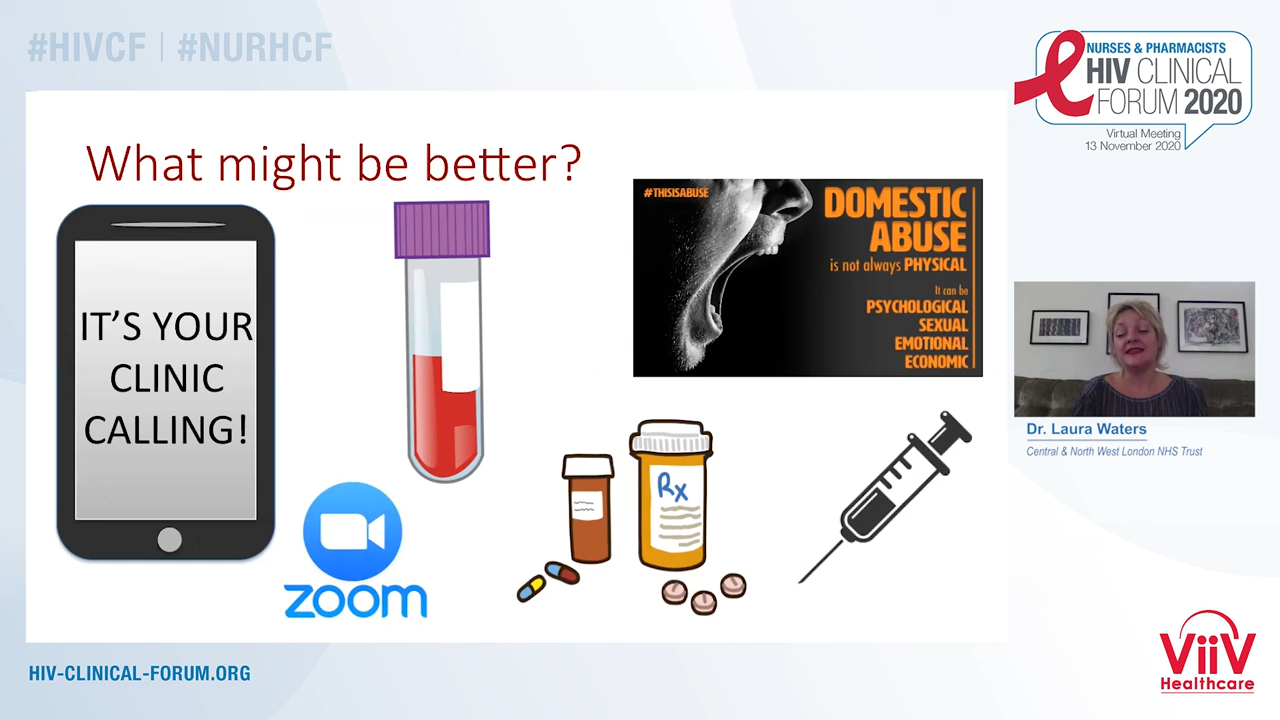 #HIVCF | #NURHCF
NURSES & PHARMACISTS
HIV CLINICAL
FORUM 2020
Virtual Meeting
13 November 2020
What might be better?
IT'S YOUR
CLINIC
CALLING!
zoom
#THISISABUSE
DOMESTIC
ABUSE
is not always PHYSICAL
It can be
PSYCHOLOGICAL
SEXUAL
EMOTIONAL
ECONOMIC
Rx
Dr. Laura Waters
Central & North West London NHS Trust
HIV-CLINICAL-FORUM.ORG
ViiV
Healthcare